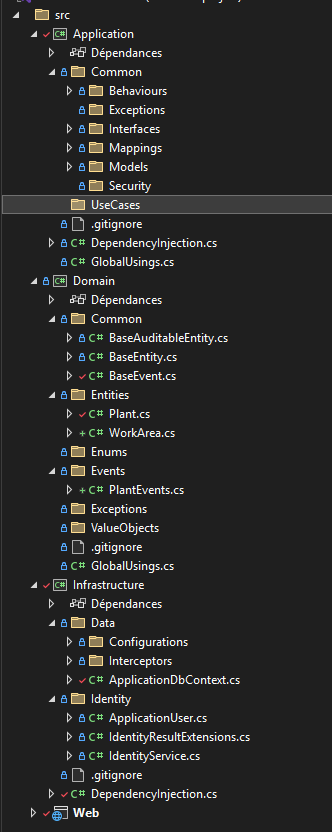 src
Application
Dépendances
Common
Behaviours
Exceptions
Interfaces
Mappings
Models
Security
UseCases
.gitignore
DependencyInjection.cs
GlobalUsings.cs
Domain
Dépendances
Common
BaseAuditableEntity.cs
BaseEntity.cs
BaseEvent.cs
Entities
Plant.cs
WorkArea.cs
Enums
Events
PlantEvents.cs
Exceptions
ValueObjects
.gitignore
GlobalUsings.cs
Infrastructure
Dépendances
Data
Configurations
Interceptors
ApplicationDbContext.cs
Identity
ApplicationUser.cs
IdentityResultExtensions.cs
IdentityService.cs
.gitignore
DependencyInjection.cs
Web